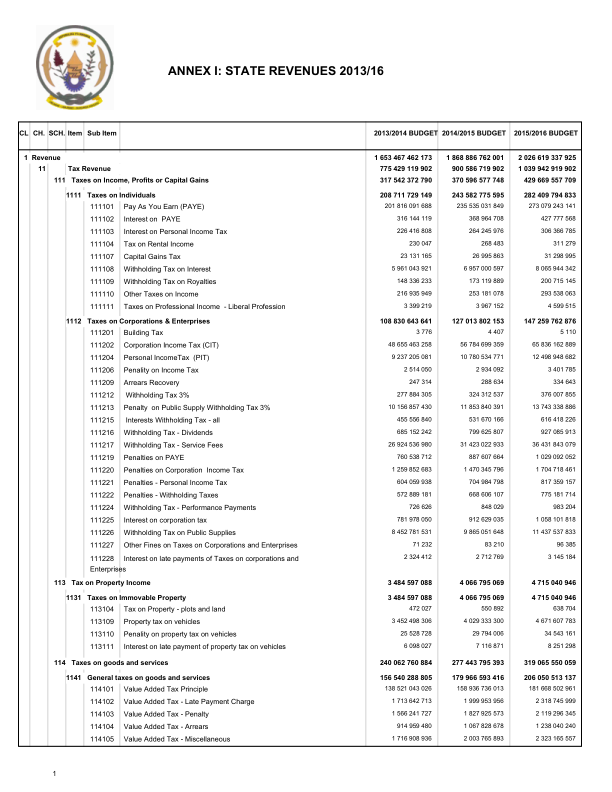 ANNEX I: STATE REVENUES 2013/16
CL CH. SCH. Item Sub Item 2013/2014 BUDGET 2014/2015 BUDGET 2015/2016 BUDGET
1 Revenue 1 653 467 462 173 1 868 886 762 001 2 026 619 337 925
11 Tax Revenue 775 429 119 902 900 586 719 902 1 039 942 919 902
111 Taxes on Income, Profits or Capital Gains 317 542 372 790 370 596 577 748 429 669 557 709
1111 Taxes on Individuals 208 711 729 149 243 582 775 595 282 409 794 833
111101 Pay As You Earn (PAYE) 201 816 091 688 235 535 031 849 273 079 243 141
111102 Interest on PAYE 316 144 119 368 964 708 427 777 568
111103 Interest on Personal Income Tax 226 416 808 264 245 976 306 366 785
111104 Tax on Rental Income 230 047 268 483 311 279
111107 Capital Gains Tax 23 131 165 26 995 863 31 298 995
111108 Withholding Tax on Interest 5 961 043 921 6 957 000 597 8 065 944 342
111109 Withholding Tax on Royalties 148 336 233 173 119 889 200 715 145
111110 Other Taxes on Income 216 935 949 253 181 078 293 538 063
111111 Taxes on Professional Income - Liberal Profession 3 399 219 3 967 152 4 599 515
1112 Taxes on Corporations & Enterprises 108 830 643 641 127 013 802 153 147 259 762 876
111201 Building Tax 3 776 4 407 5 110
111202 Corporation Income Tax (CIT) 48 655 463 258 56 784 699 359 65 836 162 889
111204 Personal IncomeTax (PIT) 9 237 205 081 10 780 534 771 12 498 948 682
111206 Penality on Income Tax 2 514 050 2 934 092 3 401 785
111209 Arrears Recovery 247 314 288 634 334 643
111212 Withholding Tax 3% 277 884 305 324 312 537 376 007 855
111213 Penalty on Public Supply Withholding Tax 3% 10 156 857 430 11 853 840 391 13 743 338 886
111215 Interests Withholding Tax - all 455 556 840 531 670 166 616 418 226
111216 Withholding Tax - Dividends 685 152 242 799 625 807 927 085 913
111217 Withholding Tax - Service Fees 26 924 536 980 31 423 022 933 36 431 843 079
111219 Penalties on PAYE 760 538 712 887 607 664 1 029 092 052
111220 Penalties on Corporation Income Tax 1 259 852 683 1 470 345 796 1 704 718 461
111221 Penalties - Personal Income Tax 604 059 938 704 984 798 817 359 157
111222 Penalties - Withholding Taxes 572 889 181 668 606 107 775 181 714
111224 Withholding Tax - Performance Payments 726 626 848 029 983 204
111225 Interest on corporation tax 781 978 050 912 629 035 1 058 101 818
111226 Withholding Tax on Public Supplies 8 452 781 531 9 865 051 648 11 437 537 833
111227 Other Fines on Taxes on Corporations and Enterprises 71 232 83 210 96 385
111228 Interest on late payments of Taxes on corporations and 2 324 412 2 712 769 3 145 184
Enterprises
113 Tax on Property Income 3 484 597 088 4 066 795 069 4 715 040 946
1131 Taxes on Immovable Property 3 484 597 088 4 066 795 069 4 715 040 946
113104 Tax on Property - plots and land 472 027 550 892 638 704
113109 Property tax on vehicles 3 452 498 306 4 029 333 300 4 671 607 783
113110 Penality on property tax on vehicles 25 528 728 29 794 006 34 543 161
113111 Interest on late payment of property tax on vehicles 6 098 027 7 116 871 8 251 298
114 Taxes on goods and services 240 062 760 884 277 443 795 393 319 065 550 059
1141 General taxes on goods and services 156 540 288 805 179 966 593 416 206 050 513 137
114101 Value Added Tax Principle 138 521 043 026 158 936 736 013 181 668 502 961
114102 Value Added Tax - Late Payment Charge 1 713 642 713 1 999 953 956 2 318 745 999
114103 Value Added Tax - Penalty 1 566 241 727 1 827 925 573 2 119 296 345
114104 Value Added Tax - Arrears 914 959 480 1 067 828 678 1 238 040 240
114105 Value Added Tax - Miscellaneous 1 716 908 936 2 003 765 893 2 323 165 557
1